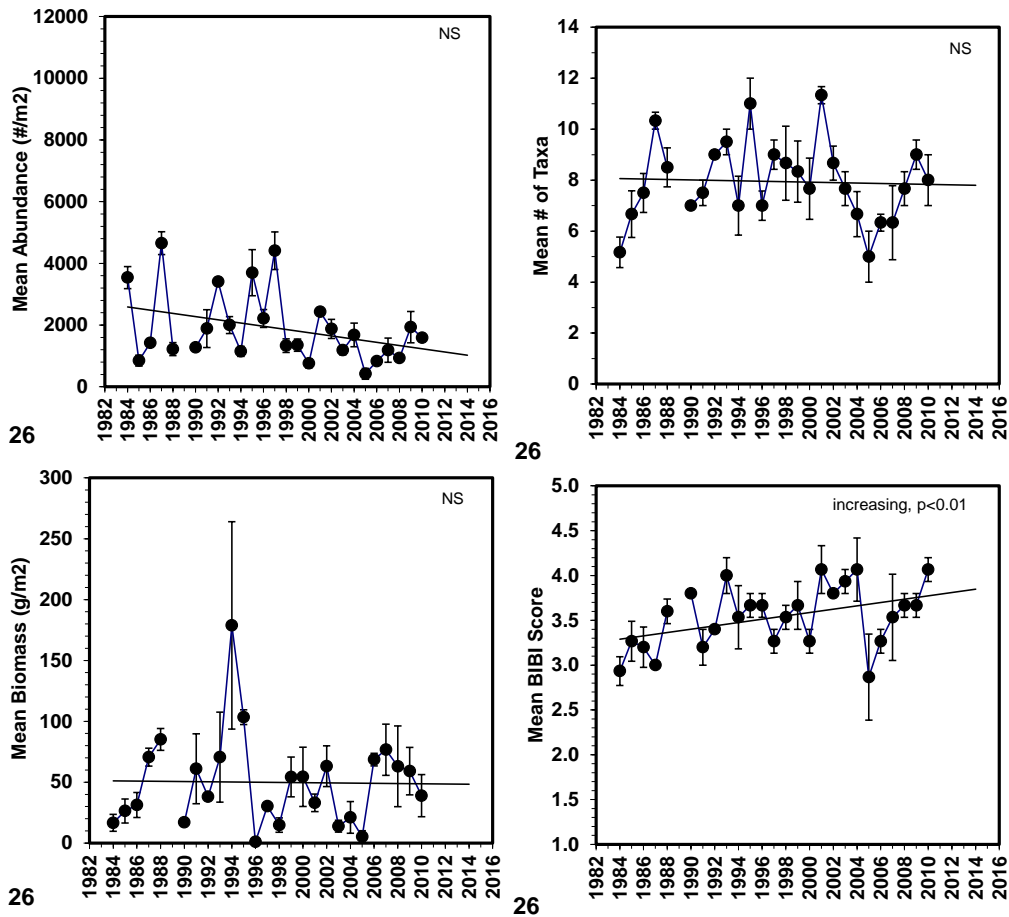 12000
10000
8000
6000
4000
2000
0
Mean Abundance (#/m2)
NS
1982 1984 1986 1988 1990 1992 1994 1996 1998 2000 2002 2004 2006 2008 2010 2012 2014 2016
26
14
12
10
8
6
4
2
0
Mean # of Taxa
NS
1982 1984 1986 1988 1990 1992 1994 1996 1998 2000 2002 2004 2006 2008 2010 2012 2014 2016
26
300
250
200
150
100
50
0
Mean Biomass (g/m2)
NS
1982 1984 1986 1988 1990 1992 1994 1996 1998 2000 2002 2004 2006 2008 2010 2012 2014 2016
26
5.0
4.5
4.0
3.5
3.0
2.5
2.0
1.5
1.0
Mean BIBI Score
increasing, p<0.01
1982 1984 1986 1988 1990 1992 1994 1996 1998 2000 2002 2004 2006 2008 2010 2012 2014 2016
26